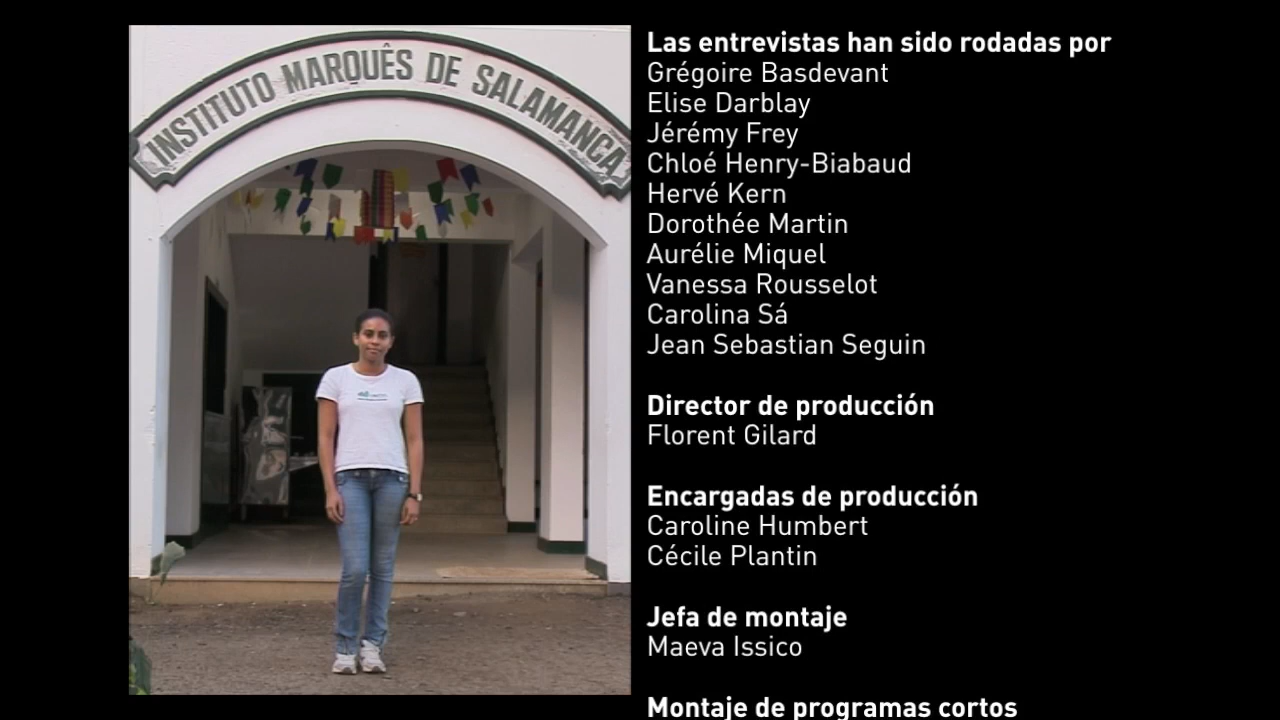 INSTITUTO MARQUÊS DE SALAMANCA
Las entrevistas han sido rodadas por
Grégoire Basdevant
Elise Darblay
Jérémy Frey
Chloé Henry-Biabaud
Hervé Kern
Dorothée Martin
Aurélie Miquel
Vanessa Rousselot
Carolina Sá
Jean Sebastian Seguin
Director de producción
Florent Gilard
Encargadas de producción
Caroline Humbert
Cécile Plantin
Jefa de montaje
Maeva Issico
Montaje de programas cortos